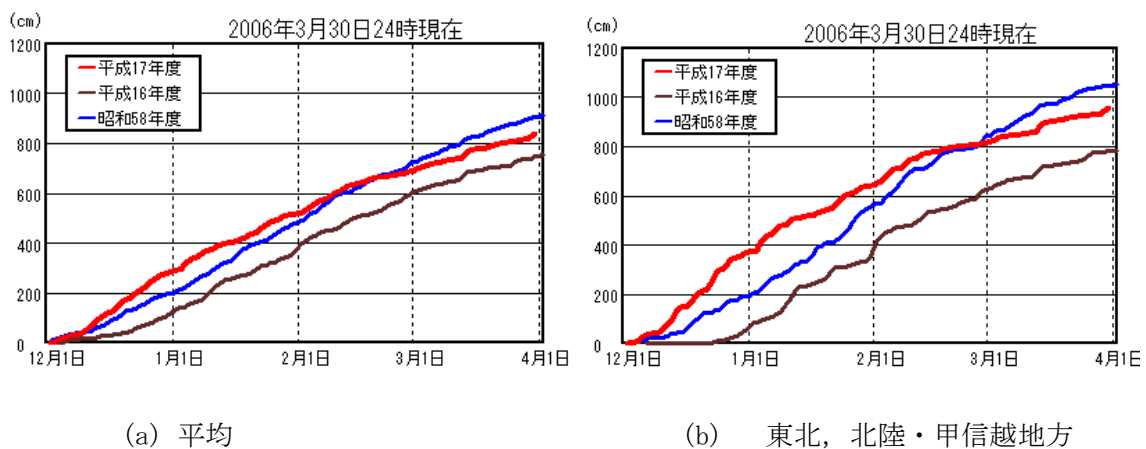 (cm)
2006年3月30日24時現在
1200
1000
800
600
400
200
0
平成17年度
平成16年度
昭和58年度
12月1日
1月1日
2月1日
3月1日
4月1日
(a) 平均
(cm)
2006年3月30日24時現在
1200
1000
800
600
400
200
0
平成17年度
平成16年度
昭和58年度
12月1日
1月1日
2月1日
3月1日
4月1日
(b) 東北，北陸・甲信越地方